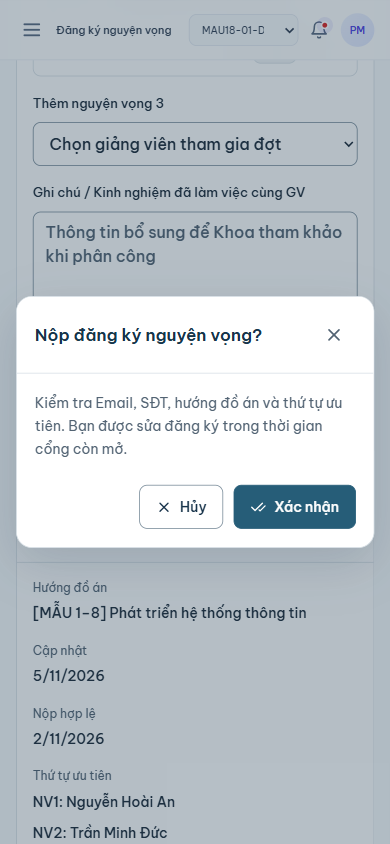 Đăng ký nguyện vọng
MAU18-01-D
PM
Thêm nguyện vọng 3
Chọn giảng viên tham gia đợt
Ghi chú / Kinh nghiệm đã làm việc cùng GV
Thông tin bổ sung để Khoa tham khảo
khi phân công
Nộp đăng ký nguyện vọng?
Kiểm tra Email, SĐT, hướng đồ án và thứ tự ưu
tiên. Bạn được sửa đăng ký trong thời gian
cổng còn mở.
Hủy
Xác nhận
Hướng đồ án
[MẪU 1-8] Phát triển hệ thống thông tin
Cập nhật
5/11/2026
Nộp hợp lệ
2/11/2026
Thứ tự ưu tiên
NV1: Nguyễn Hoài An
NV2: Trần Minh Đức